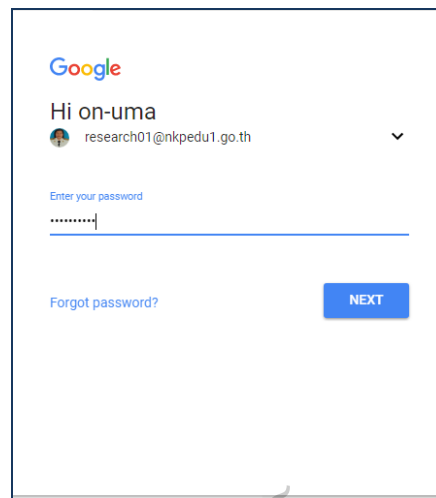 Google
Hi on-uma
research01@nkpedu1.go.th
Enter your password
••••••••••
Forgot password?
NEXT